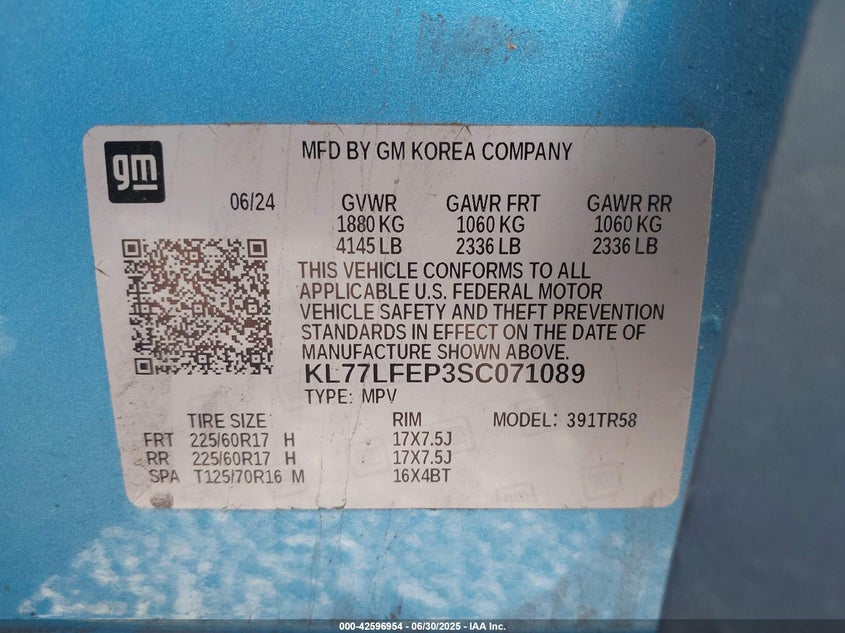 gm
MFD BY GM KOREA COMPANY
06/24 GVWR GAWR FRT GAWR RR
1880 KG 1060 KG 1060 KG
4145 LB 2336 LB 2336 LB
THIS VEHICLE CONFORMS TO ALL
APPLICABLE U.S. FEDERAL MOTOR
VEHICLE SAFETY AND THEFT PREVENTION
STANDARDS IN EFFECT ON THE DATE OF
MANUFACTURE SHOWN ABOVE.
KL77LFEP3SC071089
TYPE: MPV
TIRE SIZE RIM MODEL: 391TR58
FRT 225/60R17 H 17X7.5J
RR 225/60R17 H 17X7.5J
SPA T125/70R16 M 16X4BT
000-42596954 - 06/30/2025 - IAA Inc.